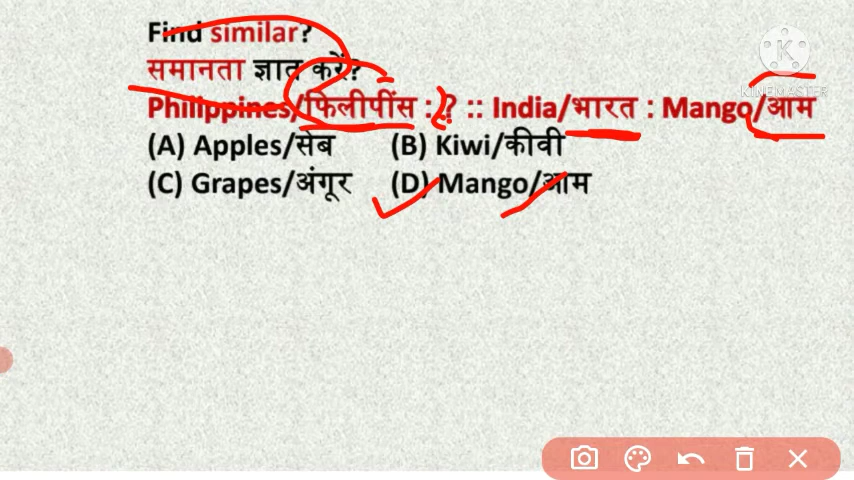 Find similar?
समानता ज्ञात करें?
Philippines/फिलीपींस : ? :: India/भारत : Mango/आम
(A) Apples/सेब (B) Kiwi/कीवी
(C) Grapes/अंगूर (D) Mango/आम
KINEMASTER